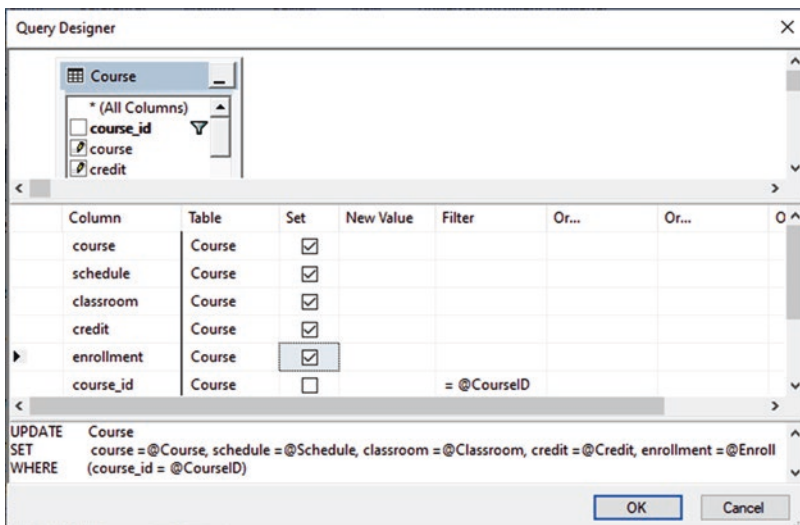 Query Designer
Course
* (All Columns)
course_id
course
credit
Column Table Set New Value Filter Or... Or... O
course Course
schedule Course
classroom Course
credit Course
enrollment Course
course_id Course = @CourseID
UPDATE Course
SET course =@Course, schedule =@Schedule, classroom =@Classroom, credit =@Credit, enrollment =@Enroll
WHERE (course_id = @CourseID)
OK Cancel